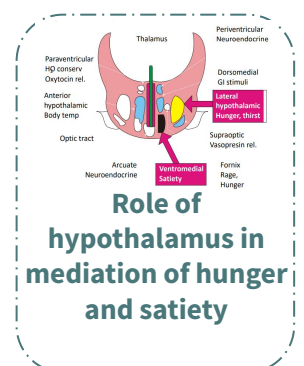 Thalamus
Periventricular
Neuroendocrine
Paraventricular
HO conserv
Oxytocin rel.
Dorsomedial
GI stimuli
Anterior
hypothalamic
Body temp
Lateral
hypothalamic
Hunger, thirst
Optic tract
Supraoptic
Vasopressin rel.
Arcuate
Neuroendocrine
Ventromedial
Satiety
Fornix
Rage,
Hunger
Role of
hypothalamus in
mediation of hunger
and satiety